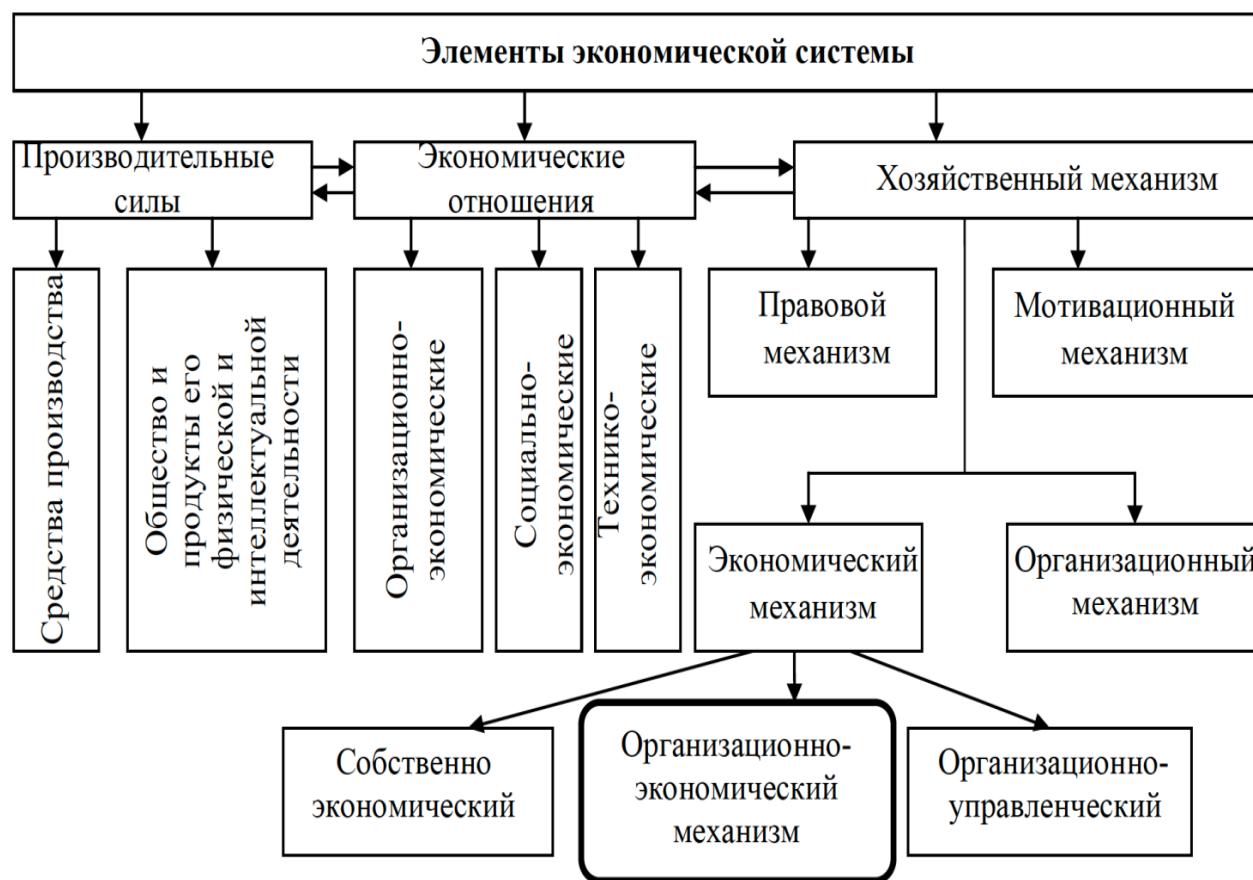 Элементы экономической системы
Производительные
силы
Экономические
отношения
Хозяйственный механизм
Средства производства
Общество и
продукты его
физической и
интеллектуальной
деятельности
Организационно-
экономические
Социально-
экономические
Технико-
экономические
Правовой
механизм
Мотивационный
механизм
Экономический
механизм
Организационный
механизм
Собственно
экономический
Организационно-
экономический
механизм
Организационно-
управленческий